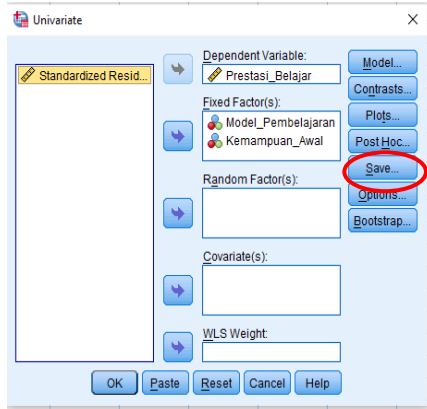 Univariate
Standardized Resid...
Dependent Variable:
Prestasi_Belajar
Fixed Factor(s):
Model_Pembelajaran
Kemampuan_Awal
Random Factor(s):
Covariate(s):
WLS Weight:
Model...
Contrasts...
Plots...
Post Hoc...
Save...
Options...
Bootstrap...
OK Paste Reset Cancel Help